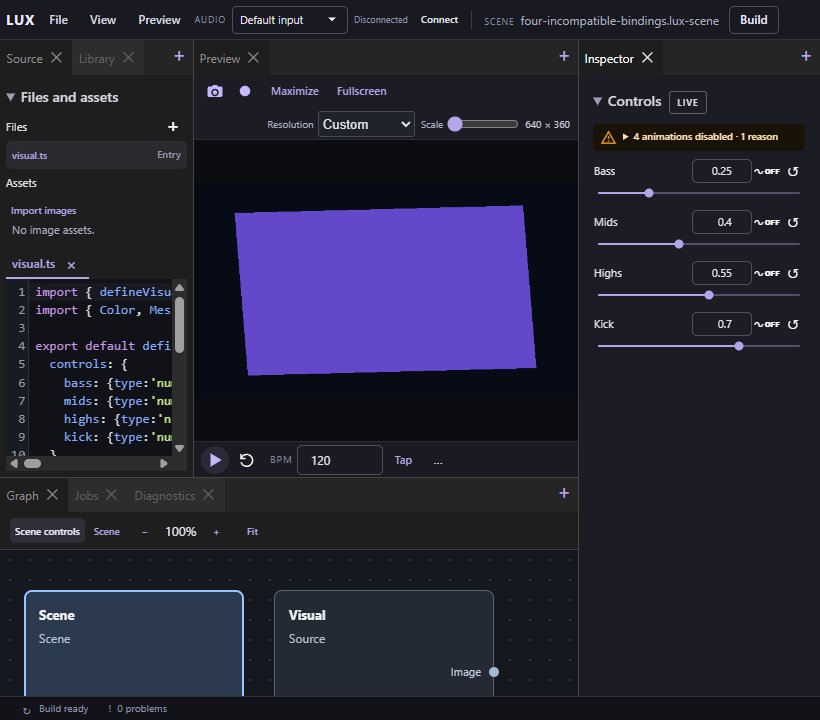 LUX File View Preview AUDIO Default input Disconnected Connect SCENE four-incompatible-bindings.lux-scene Build
Source Library +
Files and assets
Files +
visual.ts Entry
Assets
Import images
No image assets.
visual.ts x
1 import { defineVisu
2 import { Color, Mes
3
4 export default defi
5 controls: {
6 bass: {type:'nu
7 mids: {type:'nu
8 highs: {type:'n
9 kick: {type:'nu
10 }
Preview +
Maximize Fullscreen
Resolution Custom Scale 640 × 360
BPM 120 Tap ...
Graph Jobs Diagnostics +
Scene controls Scene − 100% + Fit
Scene
Scene
Visual
Source
Image
Inspector +
Controls LIVE
4 animations disabled · 1 reason
Bass 0.25 OFF
Mids 0.4 OFF
Highs 0.55 OFF
Kick 0.7 OFF
Build ready ! 0 problems